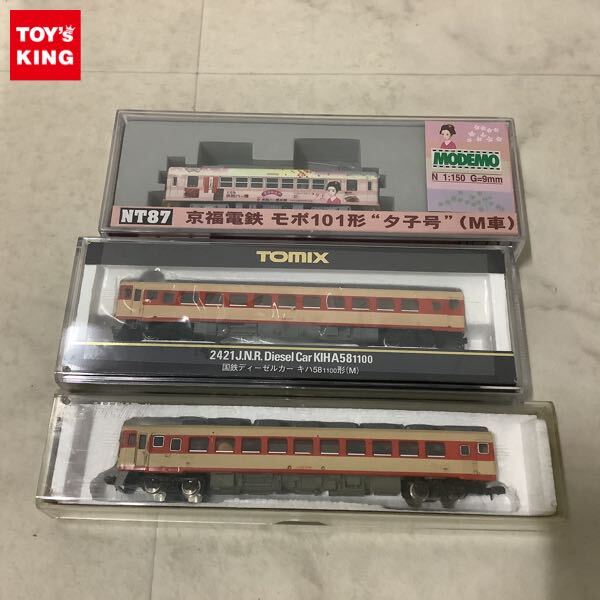 TOY'S
KING
MODEMO
N 1:150 G=9mm
NT87 京福電鉄 モボ101形 “夕子号” (M車)
TOMIX
2421 J.N.R. Diesel Car KIHA581100
国鉄ディーゼルカー キハ581100形(M)